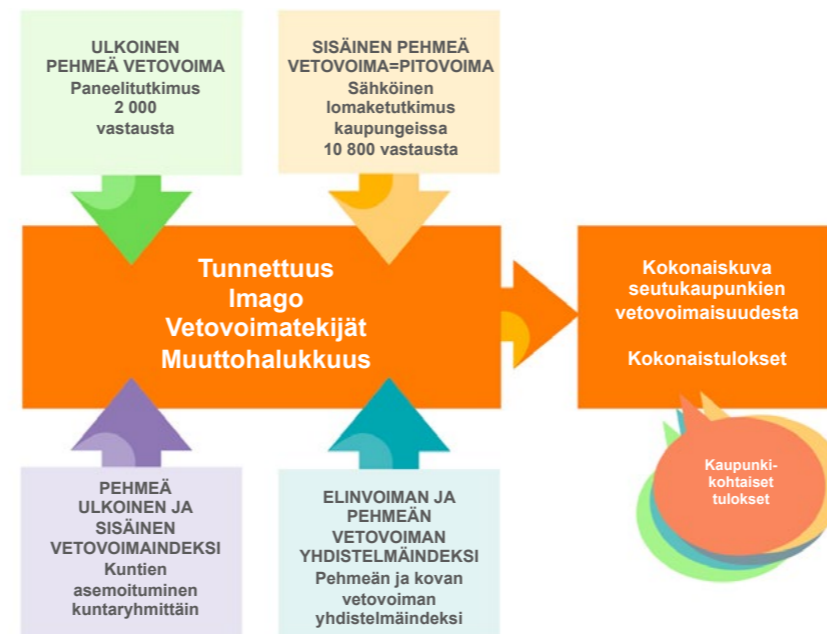 ULKOINEN
PEHMEÄ VETOVOIMA
Paneelitutkimus
2 000
vastausta
SISÄINEN PEHMEÄ
VETOVOIMA=PITOVOIMA
Sähköinen
lomaketutkimus
kaupungeissa
10 800 vastausta
Tunnettuus
Imago
Vetovoimatekijät
Muuttohalukkuus
Kokonaiskuva
seutukaupunkien
vetovoimaisuudesta
Kokonaistulokset
PEHMEÄ
ULKOINEN JA
SISÄINEN
VETOVOIMAINDEKSI
Kuntien
asemoituminen
kuntaryhmittäin
ELINVOIMAN JA
PEHMEÄN
VETOVOIMAN
YHDISTELMÄINDEKSI
Pehmeän ja kovan
vetovoiman
yhdistelmäindeksi
Kaupunki-
kohtaiset
tulokset